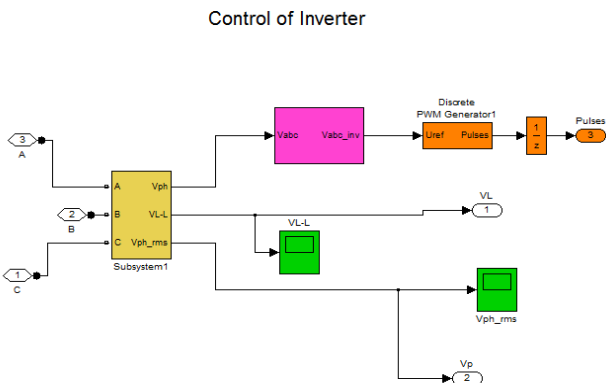 Control of Inverter
Discrete
PWM Generator1
Vabc Vabc_inv
Uref Pulses
1
z
Pulses
3
3
A
A Vph
2
B
B VL-L
C Vph_rms
Subsystem1
1
C
VL-L
VL
1
Vph_rms
Vp
2